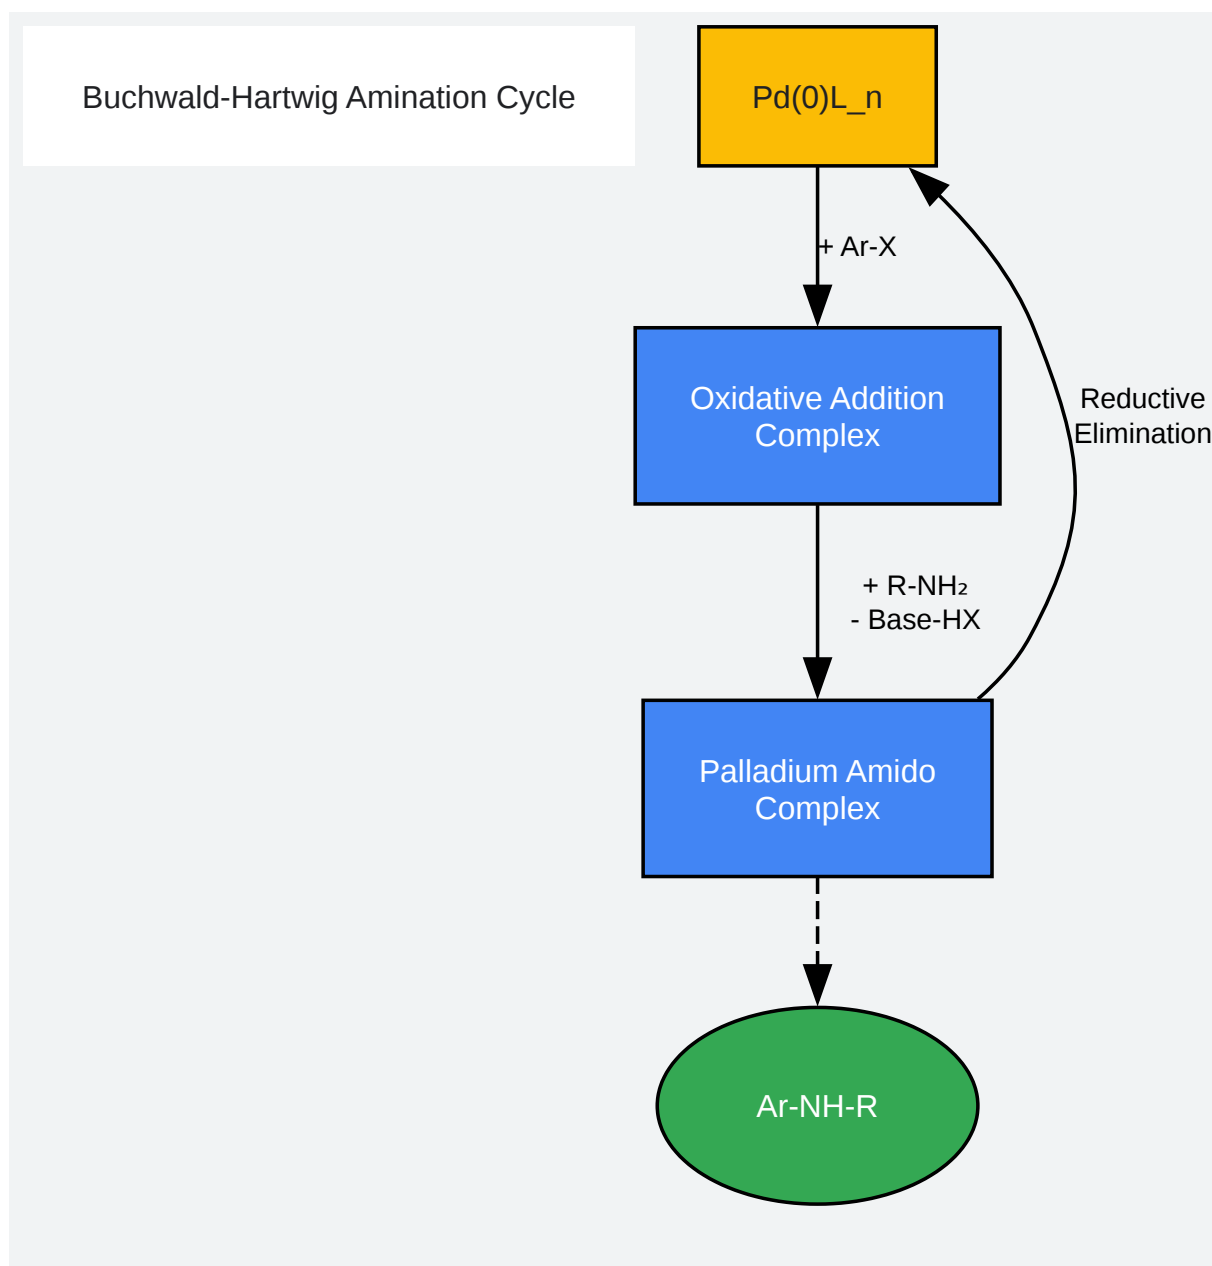 Buchwald-Hartwig Amination Cycle
Pd(0)L_n
+ Ar-X
Oxidative Addition
Complex
Reductive
Elimination
+ R-NH₂
- Base-HX
Palladium Amido
Complex
Ar-NH-R